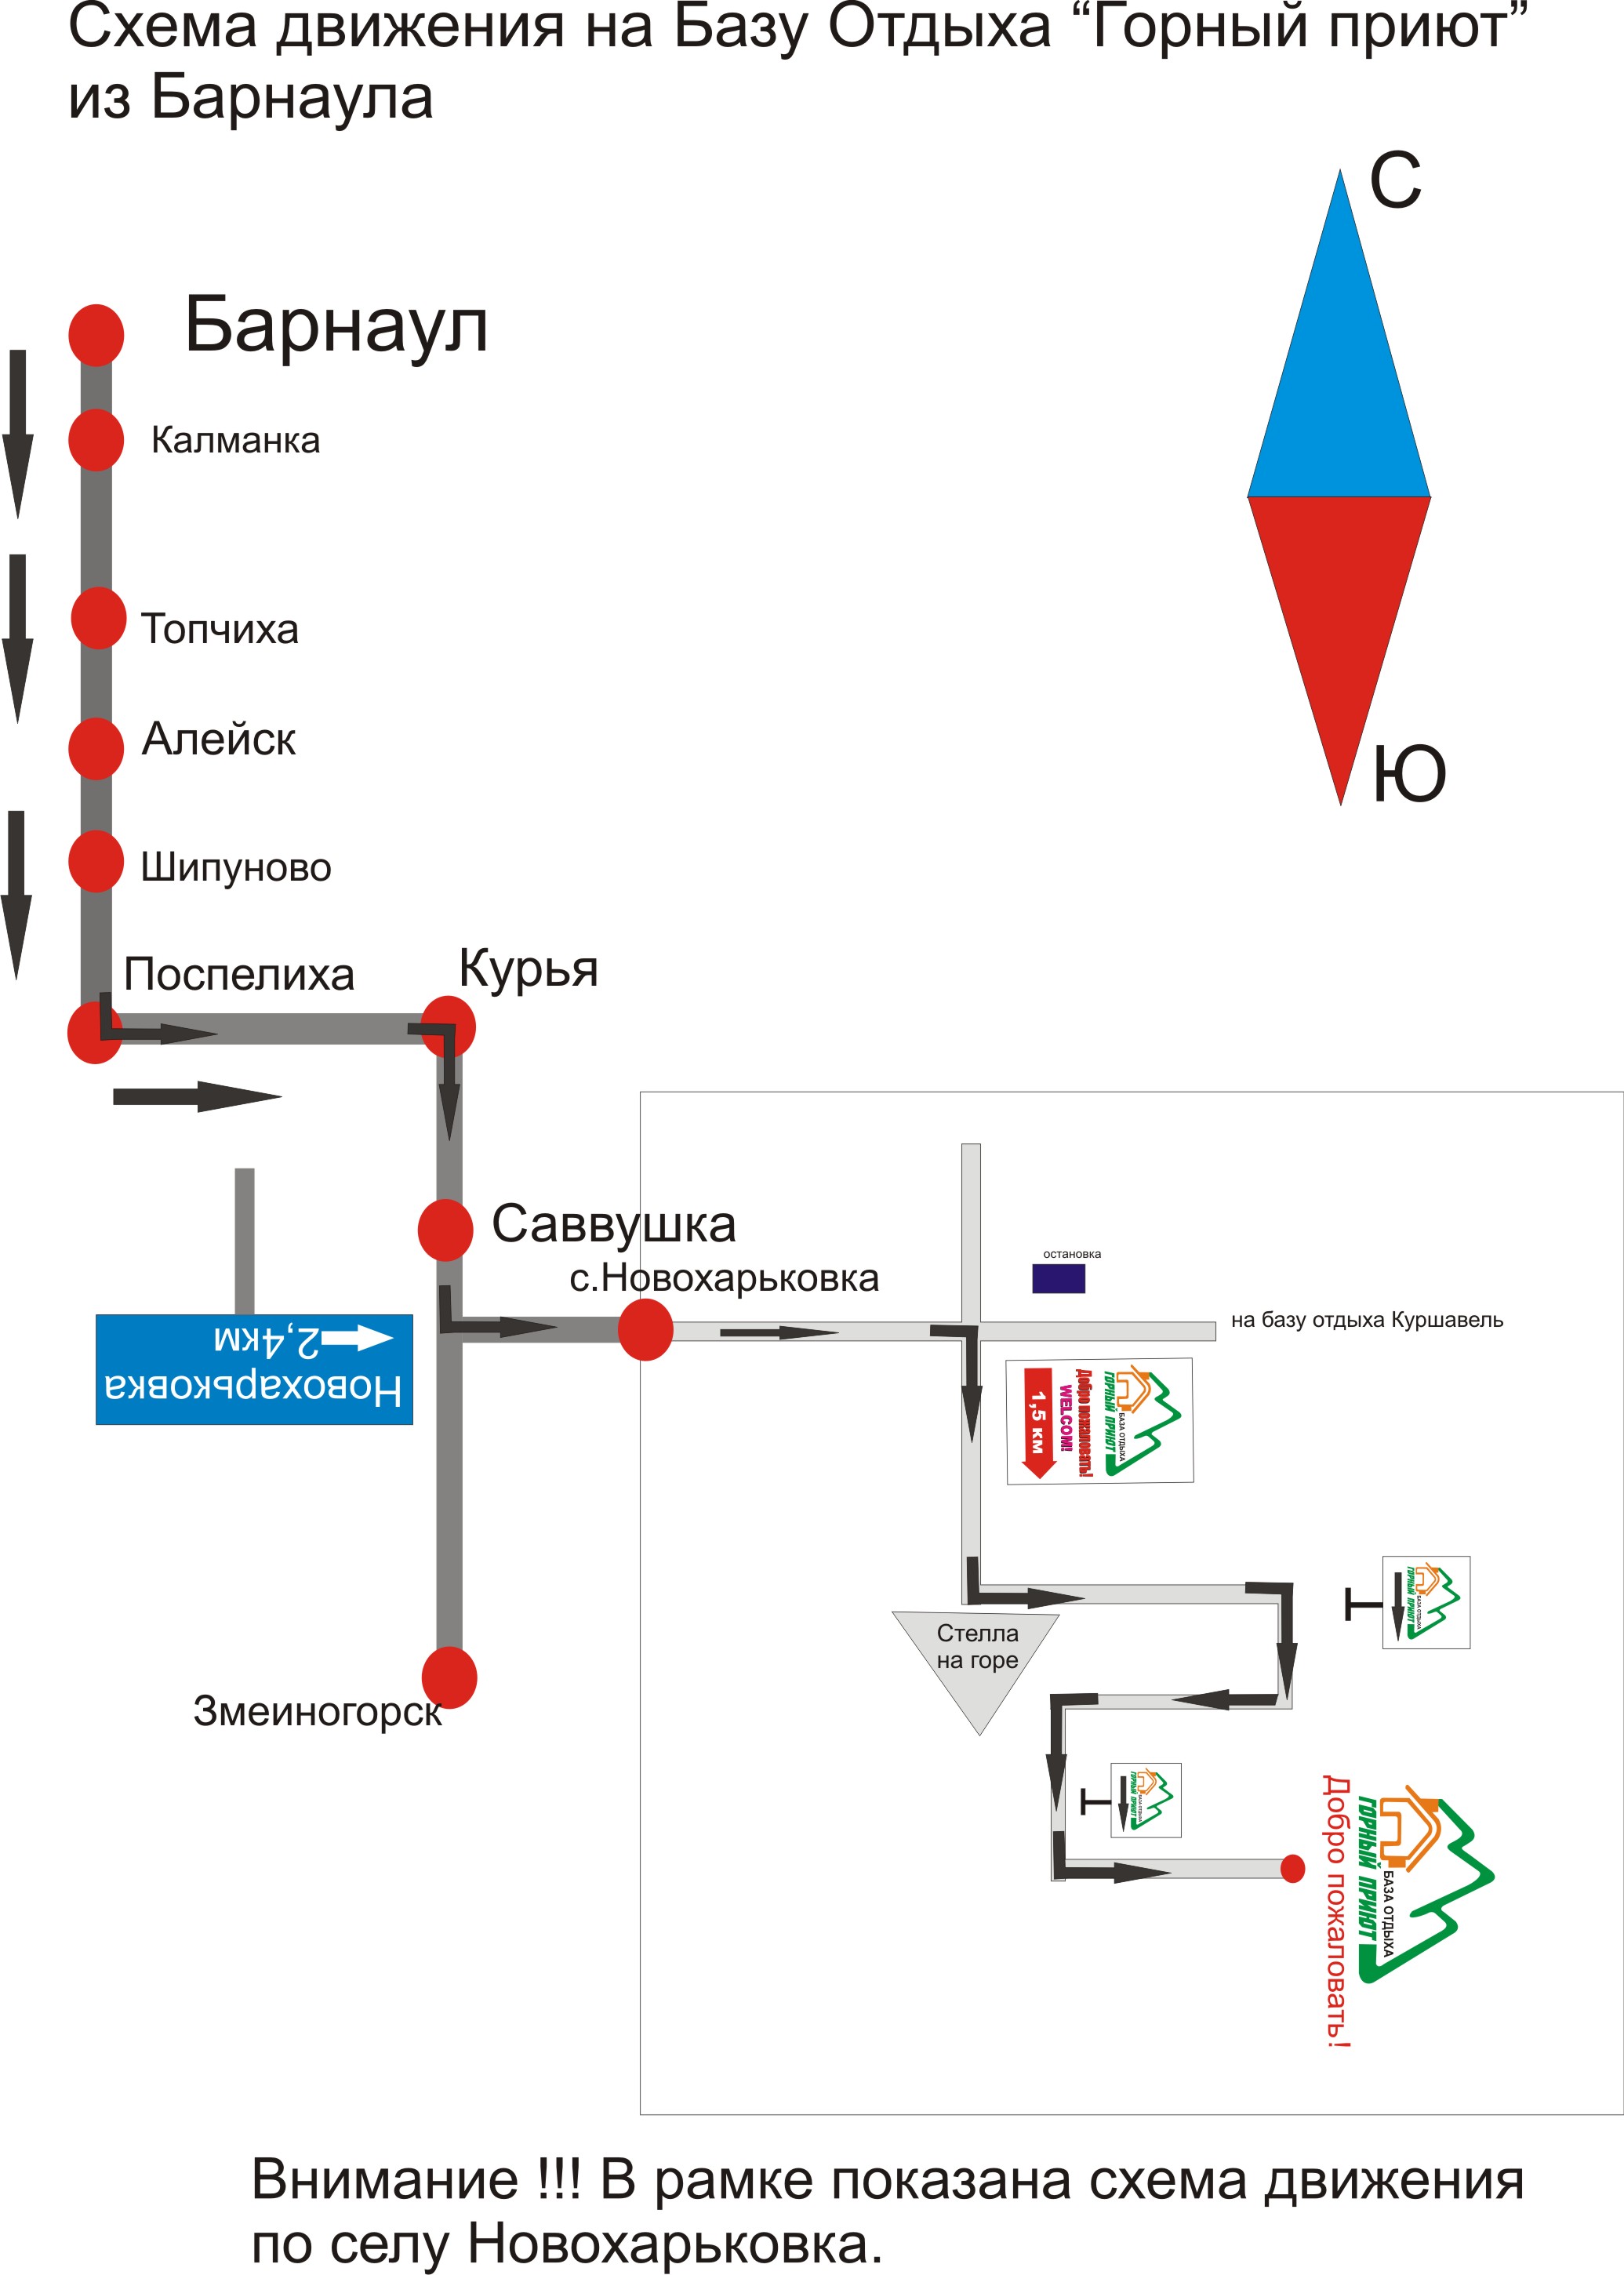 Схема движения на Базу Отдыха “Горный приют”
из Барнаула
С
Барнаул
Калманка
Топчиха
Алейск
Ю
Шипуново
Поспелиха
Курья
Саввушка
с.Новохарьковка
остановка
на базу отдыха Куршавель
Новохарьковка
2,4км
ГОРНЫЙ ПРИЮТ
БАЗА ОТДЫХА
Добро пожаловать!
WELCOM!
1,5 км
ГОРНЫЙ ПРИЮТ
БАЗА ОТДЫХА
Стелла
на горе
Змеиногорск
ГОРНЫЙ ПРИЮТ
БАЗА ОТДЫХА
БАЗА ОТДЫХА
ГОРНЫЙ ПРИЮТ
Добро пожаловать!
Внимание !!! В рамке показана схема движения
по селу Новохарьковка.